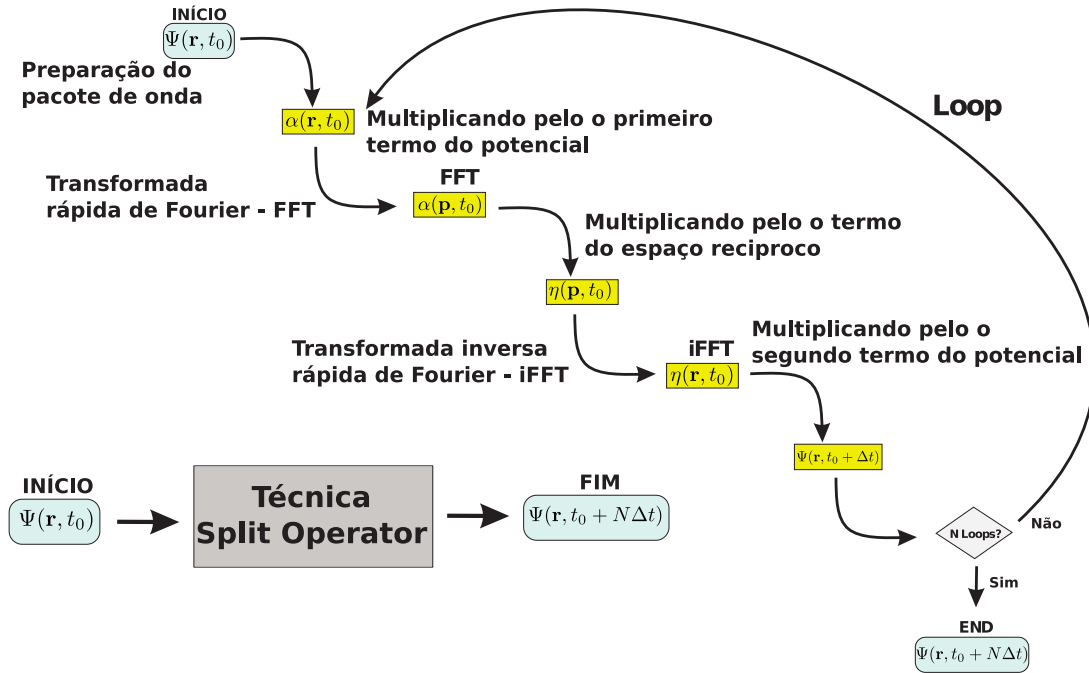 INÍCIO
Ψ(r, t₀)
Preparação do
pacote de onda
α(r, t₀)
Multiplicando pelo o primeiro
termo do potencial
Loop
Transformada
rápida de Fourier - FFT
FFT
α(p, t₀)
Multiplicando pelo o termo
do espaço reciproco
η(p, t₀)
Transformada inversa
rápida de Fourier - iFFT
iFFT
η(r, t₀)
Multiplicando pelo o
segundo termo do potencial
Ψ(r, t₀ + Δt)
N Loops?
Não
Sim
END
Ψ(r, t₀ + NΔt)
INÍCIO
Ψ(r, t₀)
Técnica
Split Operator
FIM
Ψ(r, t₀ + NΔt)